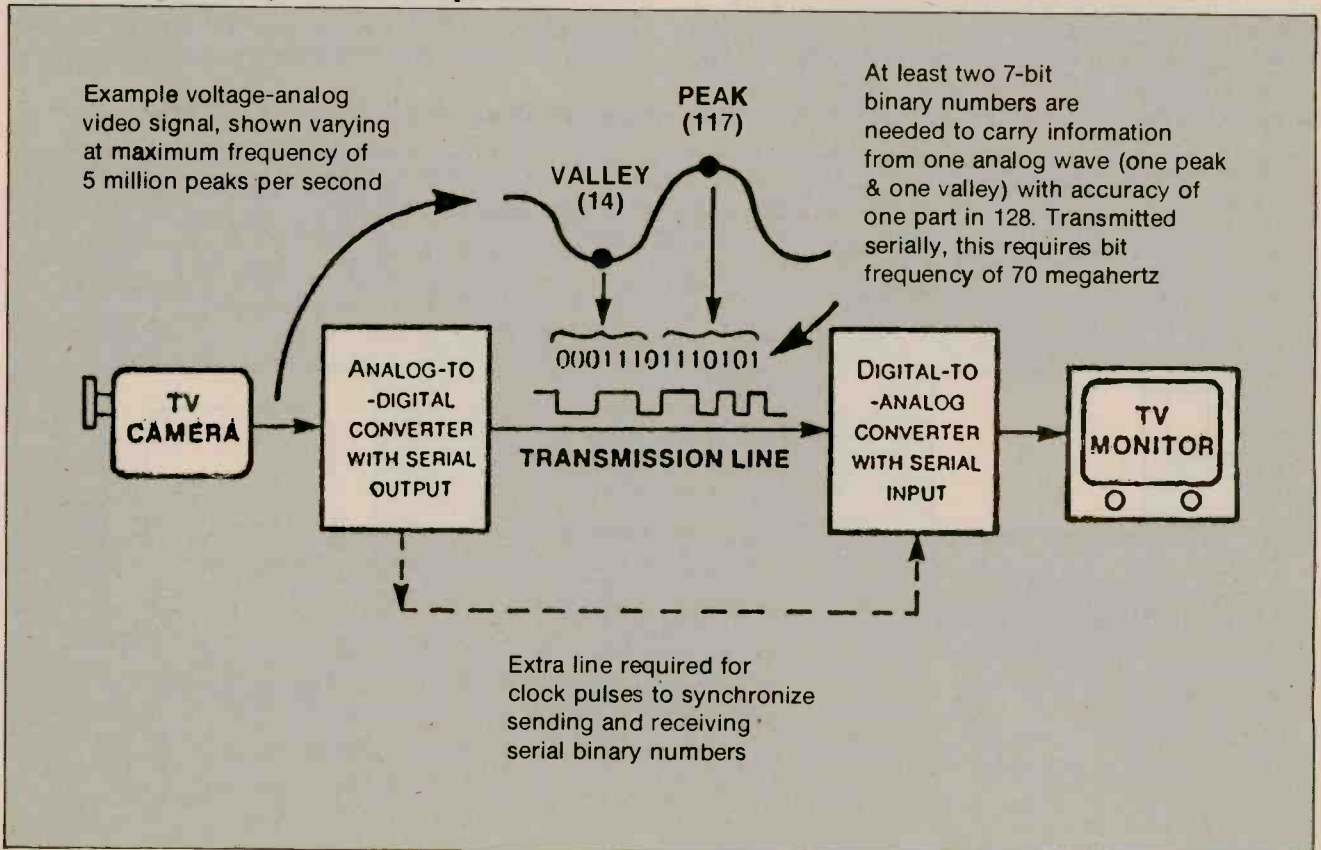 Example voltage-analog
video signal, shown varying
at maximum frequency of
5 million peaks per second
VALLEY
(14)
PEAK
(117)
At least two 7-bit
binary numbers are
needed to carry information
from one analog wave (one peak
& one valley) with accuracy of
one part in 128. Transmitted
serially, this requires bit
frequency of 70 megahertz
TV
CAMERA
ANALOG-TO
-DIGITAL
CONVERTER
WITH SERIAL
OUTPUT
00011101110101
TRANSMISSION LINE
DIGITAL-TO
-ANALOG
CONVERTER
WITH SERIAL
INPUT
TV
MONITOR
Extra line required for
clock pulses to synchronize
sending and receiving
serial binary numbers